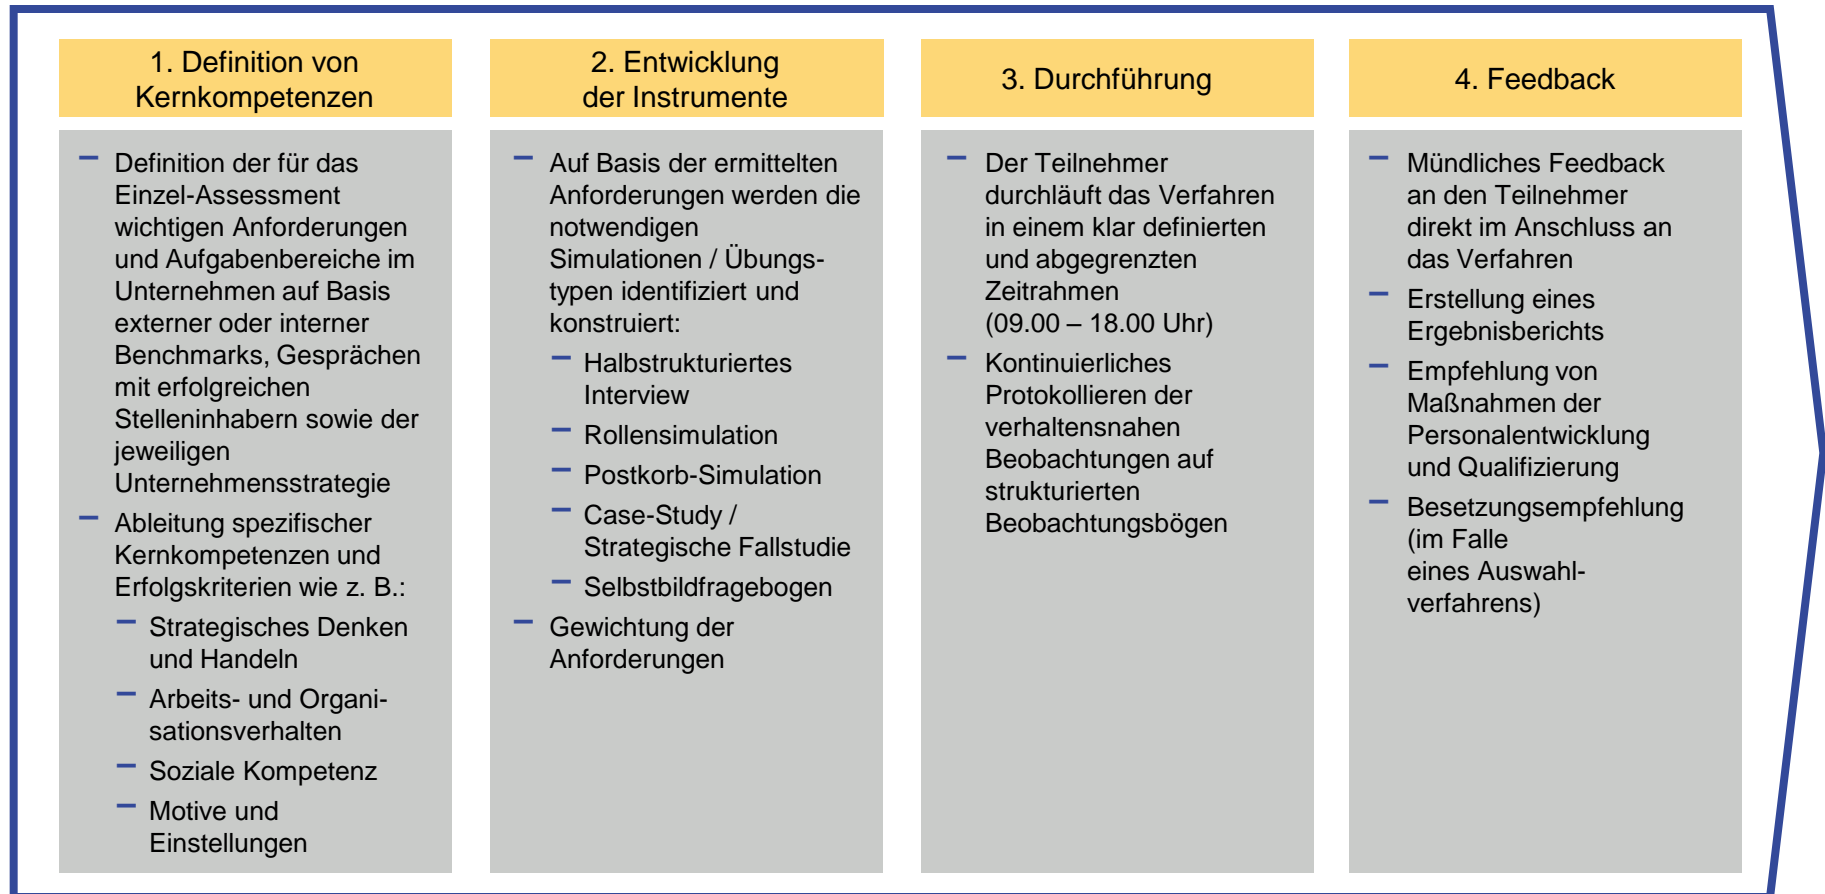 1. Definition von
Kernkompetenzen
– Definition der für das
Einzel-Assessment
wichtigen Anforderungen
und Aufgabenbereiche im
Unternehmen auf Basis
externer oder interner
Benchmarks, Gesprächen
mit erfolgreichen
Stelleninhabern sowie der
jeweiligen
Unternehmensstrategie
– Ableitung spezifischer
Kernkompetenzen und
Erfolgskriterien wie z. B.:
– Strategisches Denken
und Handeln
– Arbeits- und Organi-
sationsverhalten
– Soziale Kompetenz
– Motive und
Einstellungen
2. Entwicklung
der Instrumente
– Auf Basis der ermittelten
Anforderungen werden die
notwendigen
Simulationen / Übungs-
typen identifiziert und
konstruiert:
– Halbstrukturiertes
Interview
– Rollensimulation
– Postkorb-Simulation
– Case-Study /
Strategische Fallstudie
– Selbstbildfragebogen
– Gewichtung der
Anforderungen
3. Durchführung
– Der Teilnehmer
durchläuft das Verfahren
in einem klar definierten
und abgegrenzten
Zeitrahmen
(09.00 – 18.00 Uhr)
– Kontinuierliches
Protokollieren der
verhaltensnahen
Beobachtungen auf
strukturierten
Beobachtungsbögen
4. Feedback
– Mündliches Feedback
an den Teilnehmer
direkt im Anschluss an
das Verfahren
– Erstellung eines
Ergebnisberichts
– Empfehlung von
Maßnahmen der
Personalentwicklung
und Qualifizierung
– Besetzungsempfehlung
(im Falle
eines Auswahl-
verfahrens)